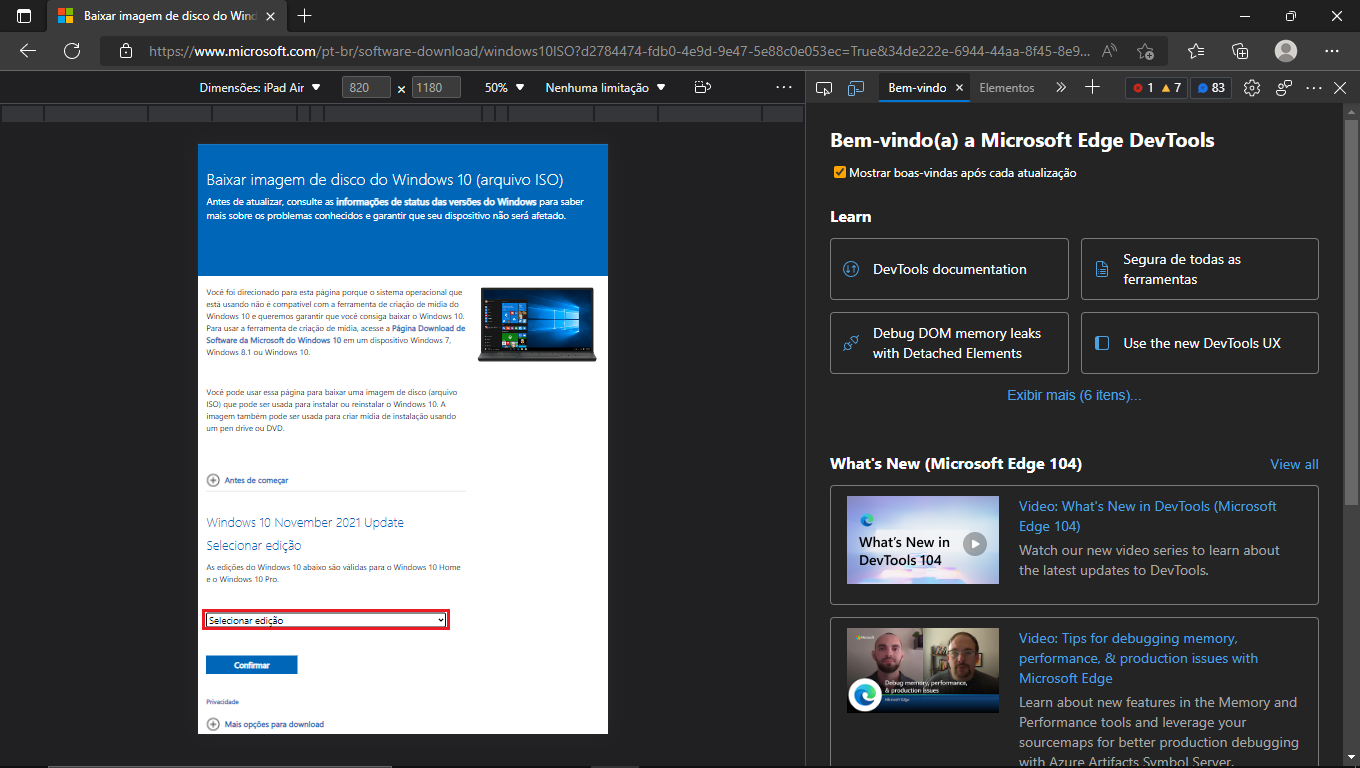 Baixar imagem de disco do Wind
https://www.microsoft.com/pt-br/software-download/windows10ISO?d2784474-fdb0-4e9d-9e47-5e88c0e053ec=True&34de222e-6944-44aa-8f45-8e9...
Dimensões: iPad Air
820 × 1180
50%
Nenhuma limitação
Bem-vindo
Elementos
1 7 83
Baixar imagem de disco do Windows 10 (arquivo ISO)
Antes de atualizar, consulte as informações de status das versões do Windows para saber
mais sobre os problemas conhecidos e garantir que seu dispositivo não será afetado.
Você foi direcionado para esta página porque o sistema operacional que
está usando não é compatível com a ferramenta de criação de mídia do
Windows 10 e queremos garantir que você consiga baixar o Windows 10.
Para usar a ferramenta de criação de mídia, acesse a Página Download de
Software da Microsoft do Windows 10 em um dispositivo Windows 7,
Windows 8.1 ou Windows 10.
Você pode usar essa página para baixar uma imagem de disco (arquivo
ISO) que pode ser usada para instalar ou reinstalar o Windows 10. A
imagem também pode ser usada para criar mídia de instalação usando
um pen drive ou DVD.
Antes de começar
Windows 10 November 2021 Update
Selecionar edição
As edições do Windows 10 abaixo são válidas para o Windows 10 Home
e o Windows 10 Pro.
Selecionar edição
Confirmar
Privacidade
Mais opções para download
Bem-vindo(a) a Microsoft Edge DevTools
Mostrar boas-vindas após cada atualização
Learn
DevTools documentation
Segura de todas as
ferramentas
Debug DOM memory leaks
with Detached Elements
Use the new DevTools UX
Exibir mais (6 itens)...
What's New (Microsoft Edge 104)
View all
What's New in
DevTools 104
Video: What's New in DevTools (Microsoft
Edge 104)
Watch our new video series to learn about
the latest updates to DevTools.
Microsoft
Debug memory, performance,
& production issues
Microsoft Edge
Video: Tips for debugging memory,
performance, & production issues with
Microsoft Edge
Learn about new features in the Memory and
Performance tools and leverage your
sourcemaps for better production debugging
with Azure Artifacts Symbol Server.